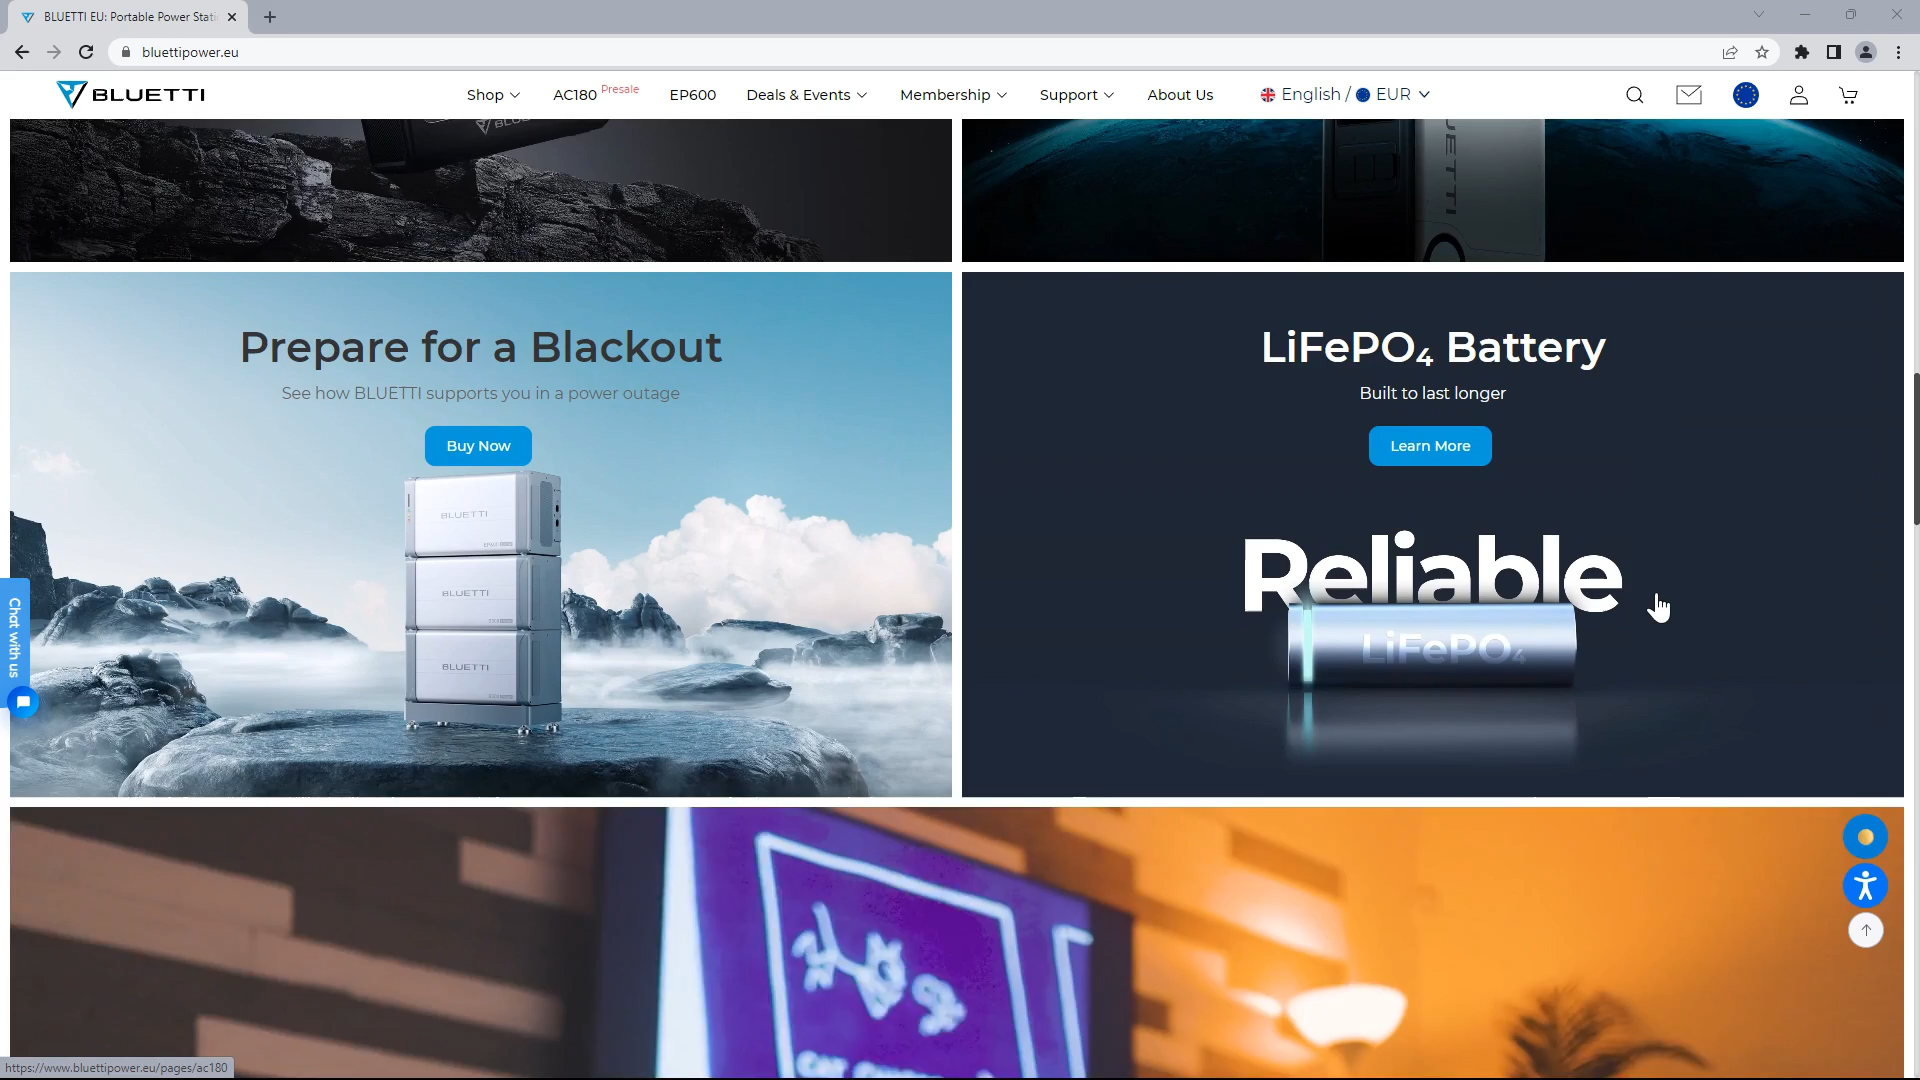 BLUETTI EU: Portable Power Stati
bluettipower.eu
BLUETTI
Shop
AC180 Presale
EP600
Deals & Events
Membership
Support
About Us
English / EUR
BLUETTI
Prepare for a Blackout
See how BLUETTI supports you in a power outage
Buy Now
BLUETTI
BLUETTI
BLUETTI
LiFePO₄ Battery
Built to last longer
Learn More
Reliable
LiFePO₄
Chat with us
https://www.bluettipower.eu/pages/ac180